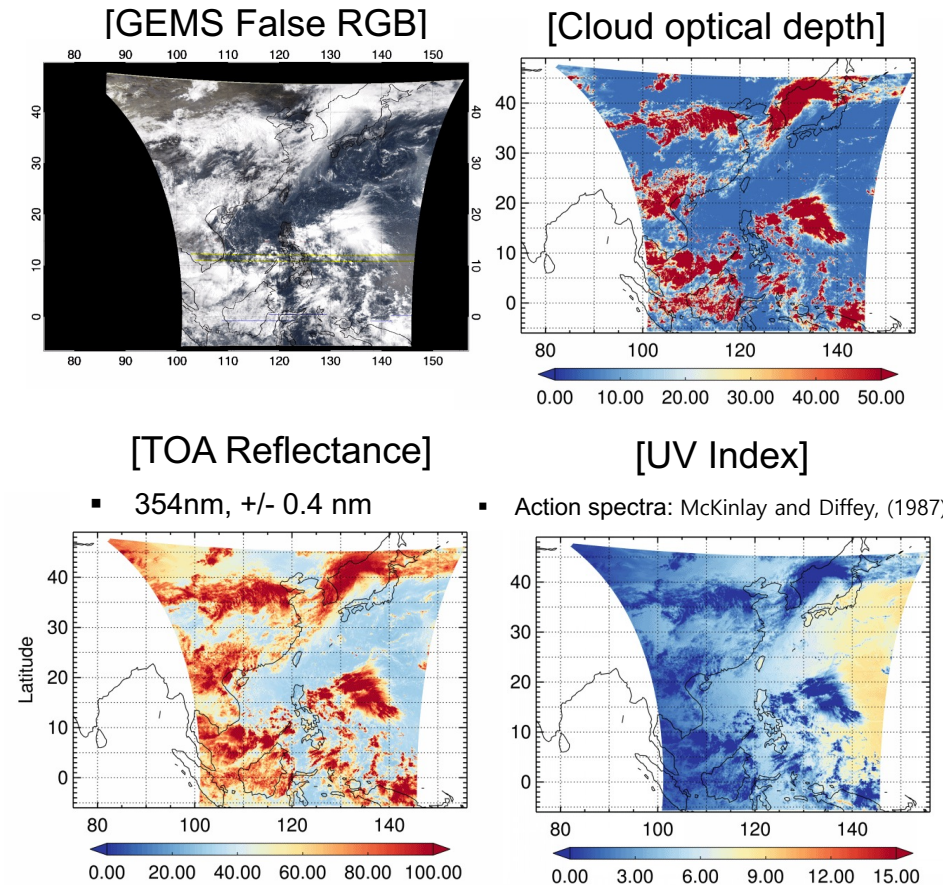 [GEMS False RGB]
80 90 100 110 120 130 140 150
40 40
30 30
20 20
10 10
0 0
80 90 100 110 120 130 140 150
[Cloud optical depth]
40
30
20
10
0
80 100 120 140
0.00 10.00 20.00 30.00 40.00 50.00
[TOA Reflectance]
▪ 354nm, +/- 0.4 nm
Latitude
40
30
20
10
0
80 100 120 140
0.00 20.00 40.00 60.00 80.00 100.00
[UV Index]
▪ Action spectra: McKinlay and Diffey, (1987)
40
30
20
10
0
80 100 120 140
0.00 3.00 6.00 9.00 12.00 15.00